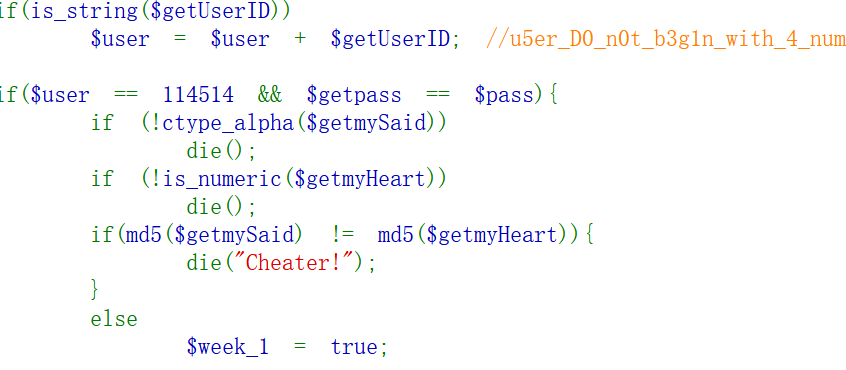 if(is_string($getUserID))
$user = $user + $getUserID; //u5er_D0_n0t_b3g1n_with_4_num
if($user == 114514 && $getpass == $pass){
if (!ctype_alpha($getmySaid))
die();
if (!is_numeric($getmyHeart))
die();
if(md5($getmySaid) != md5($getmyHeart)){
die("Cheater!");
}
else
$week_1 = true;